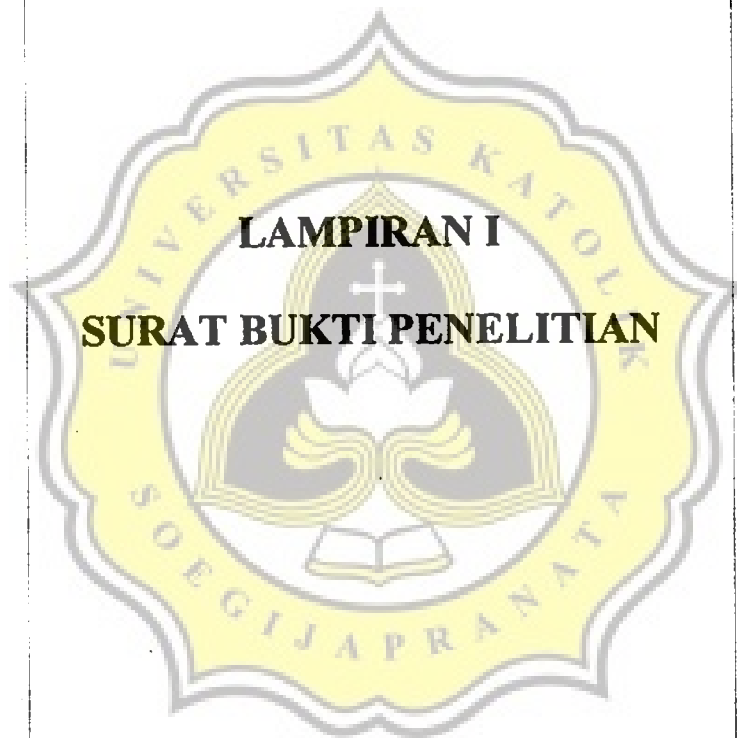 LAMPIRAN I
SURAT BUKTI PENELITIAN
UNIVERSITAS KATOLIK
SOEGIJAPRANATA